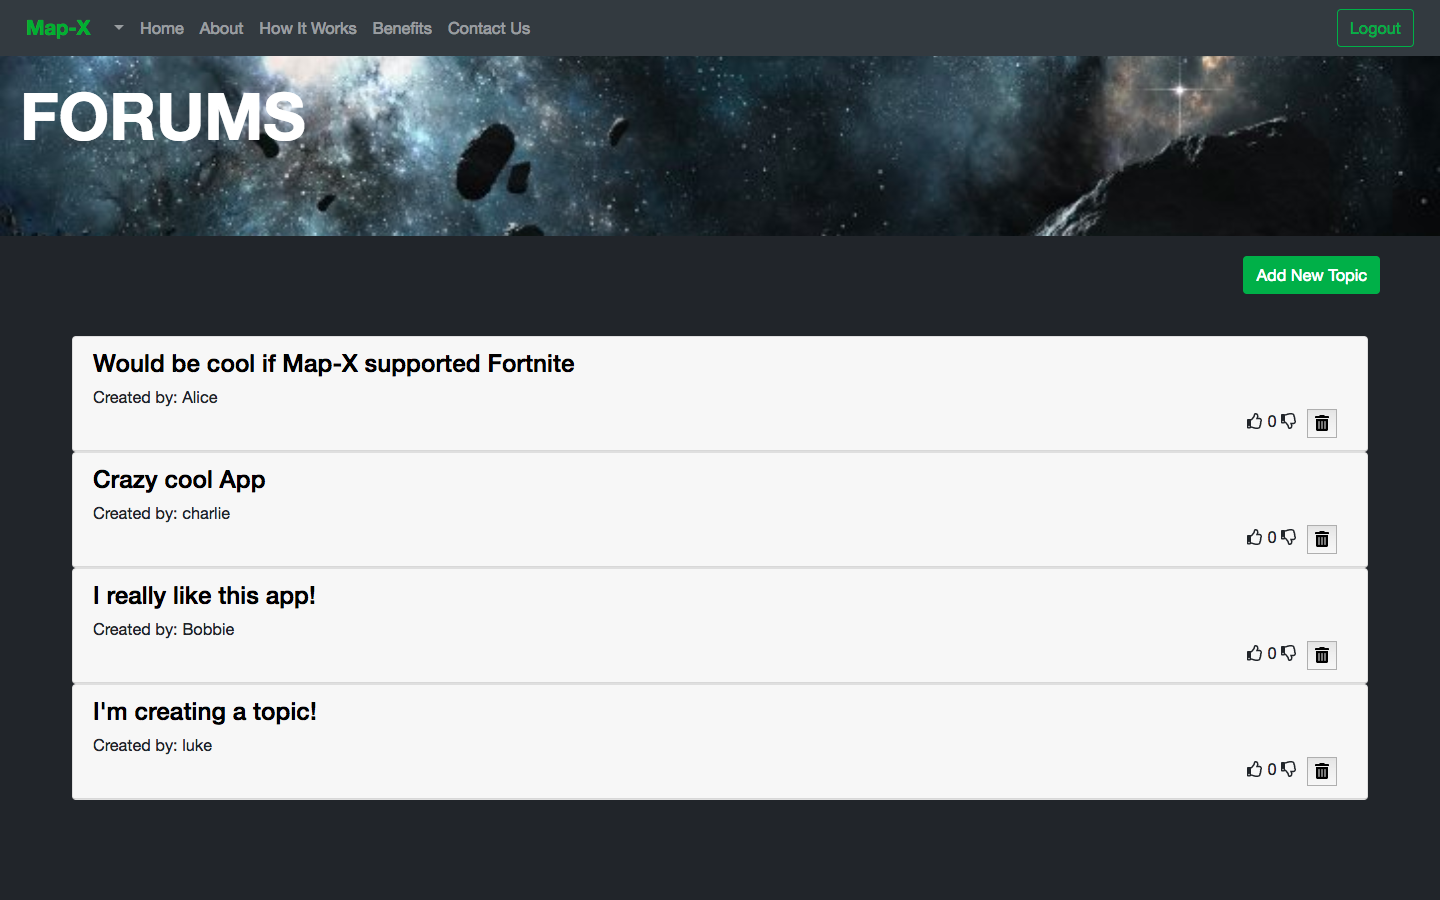 Map-X Home About How It Works Benefits Contact Us Logout
FORUMS
Add New Topic
Would be cool if Map-X supported Fortnite
Created by: Alice
0
Crazy cool App
Created by: charlie
0
I really like this app!
Created by: Bobbie
0
I'm creating a topic!
Created by: luke
0